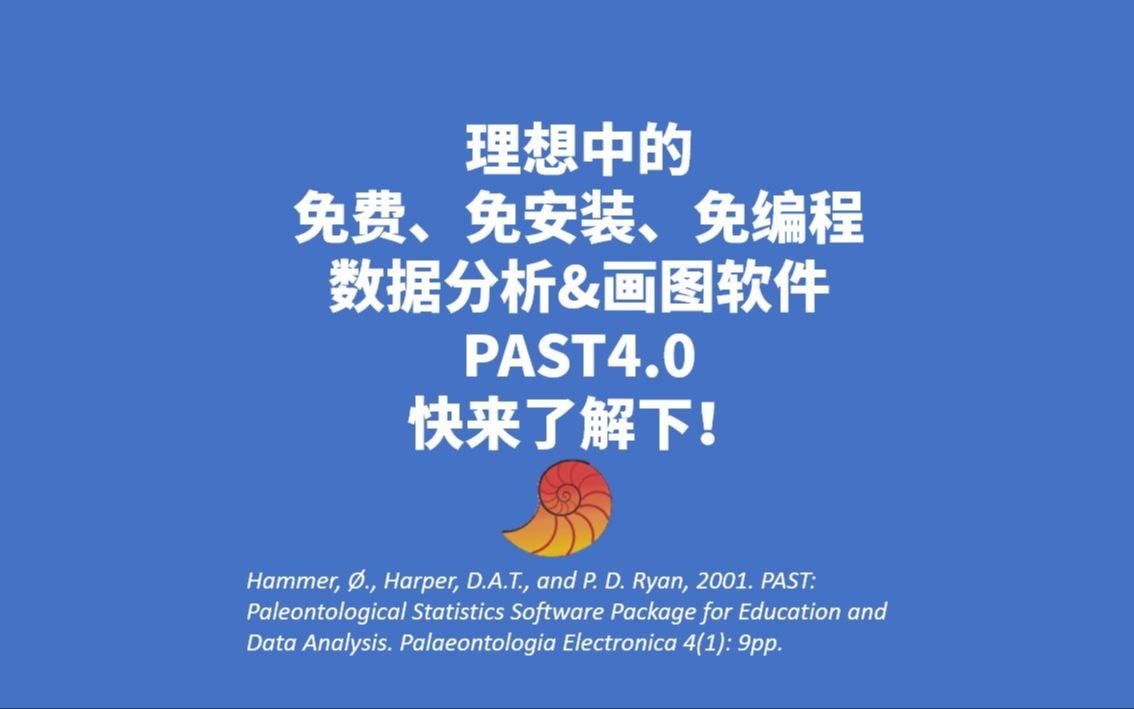 理想中的
免费、免安装、免编程
数据分析&画图软件
PAST4.0
快来了解下！
Hammer, Ø., Harper, D.A.T., and P. D. Ryan, 2001. PAST:
Paleontological Statistics Software Package for Education and
Data Analysis. Palaeontologia Electronica 4(1): 9pp.